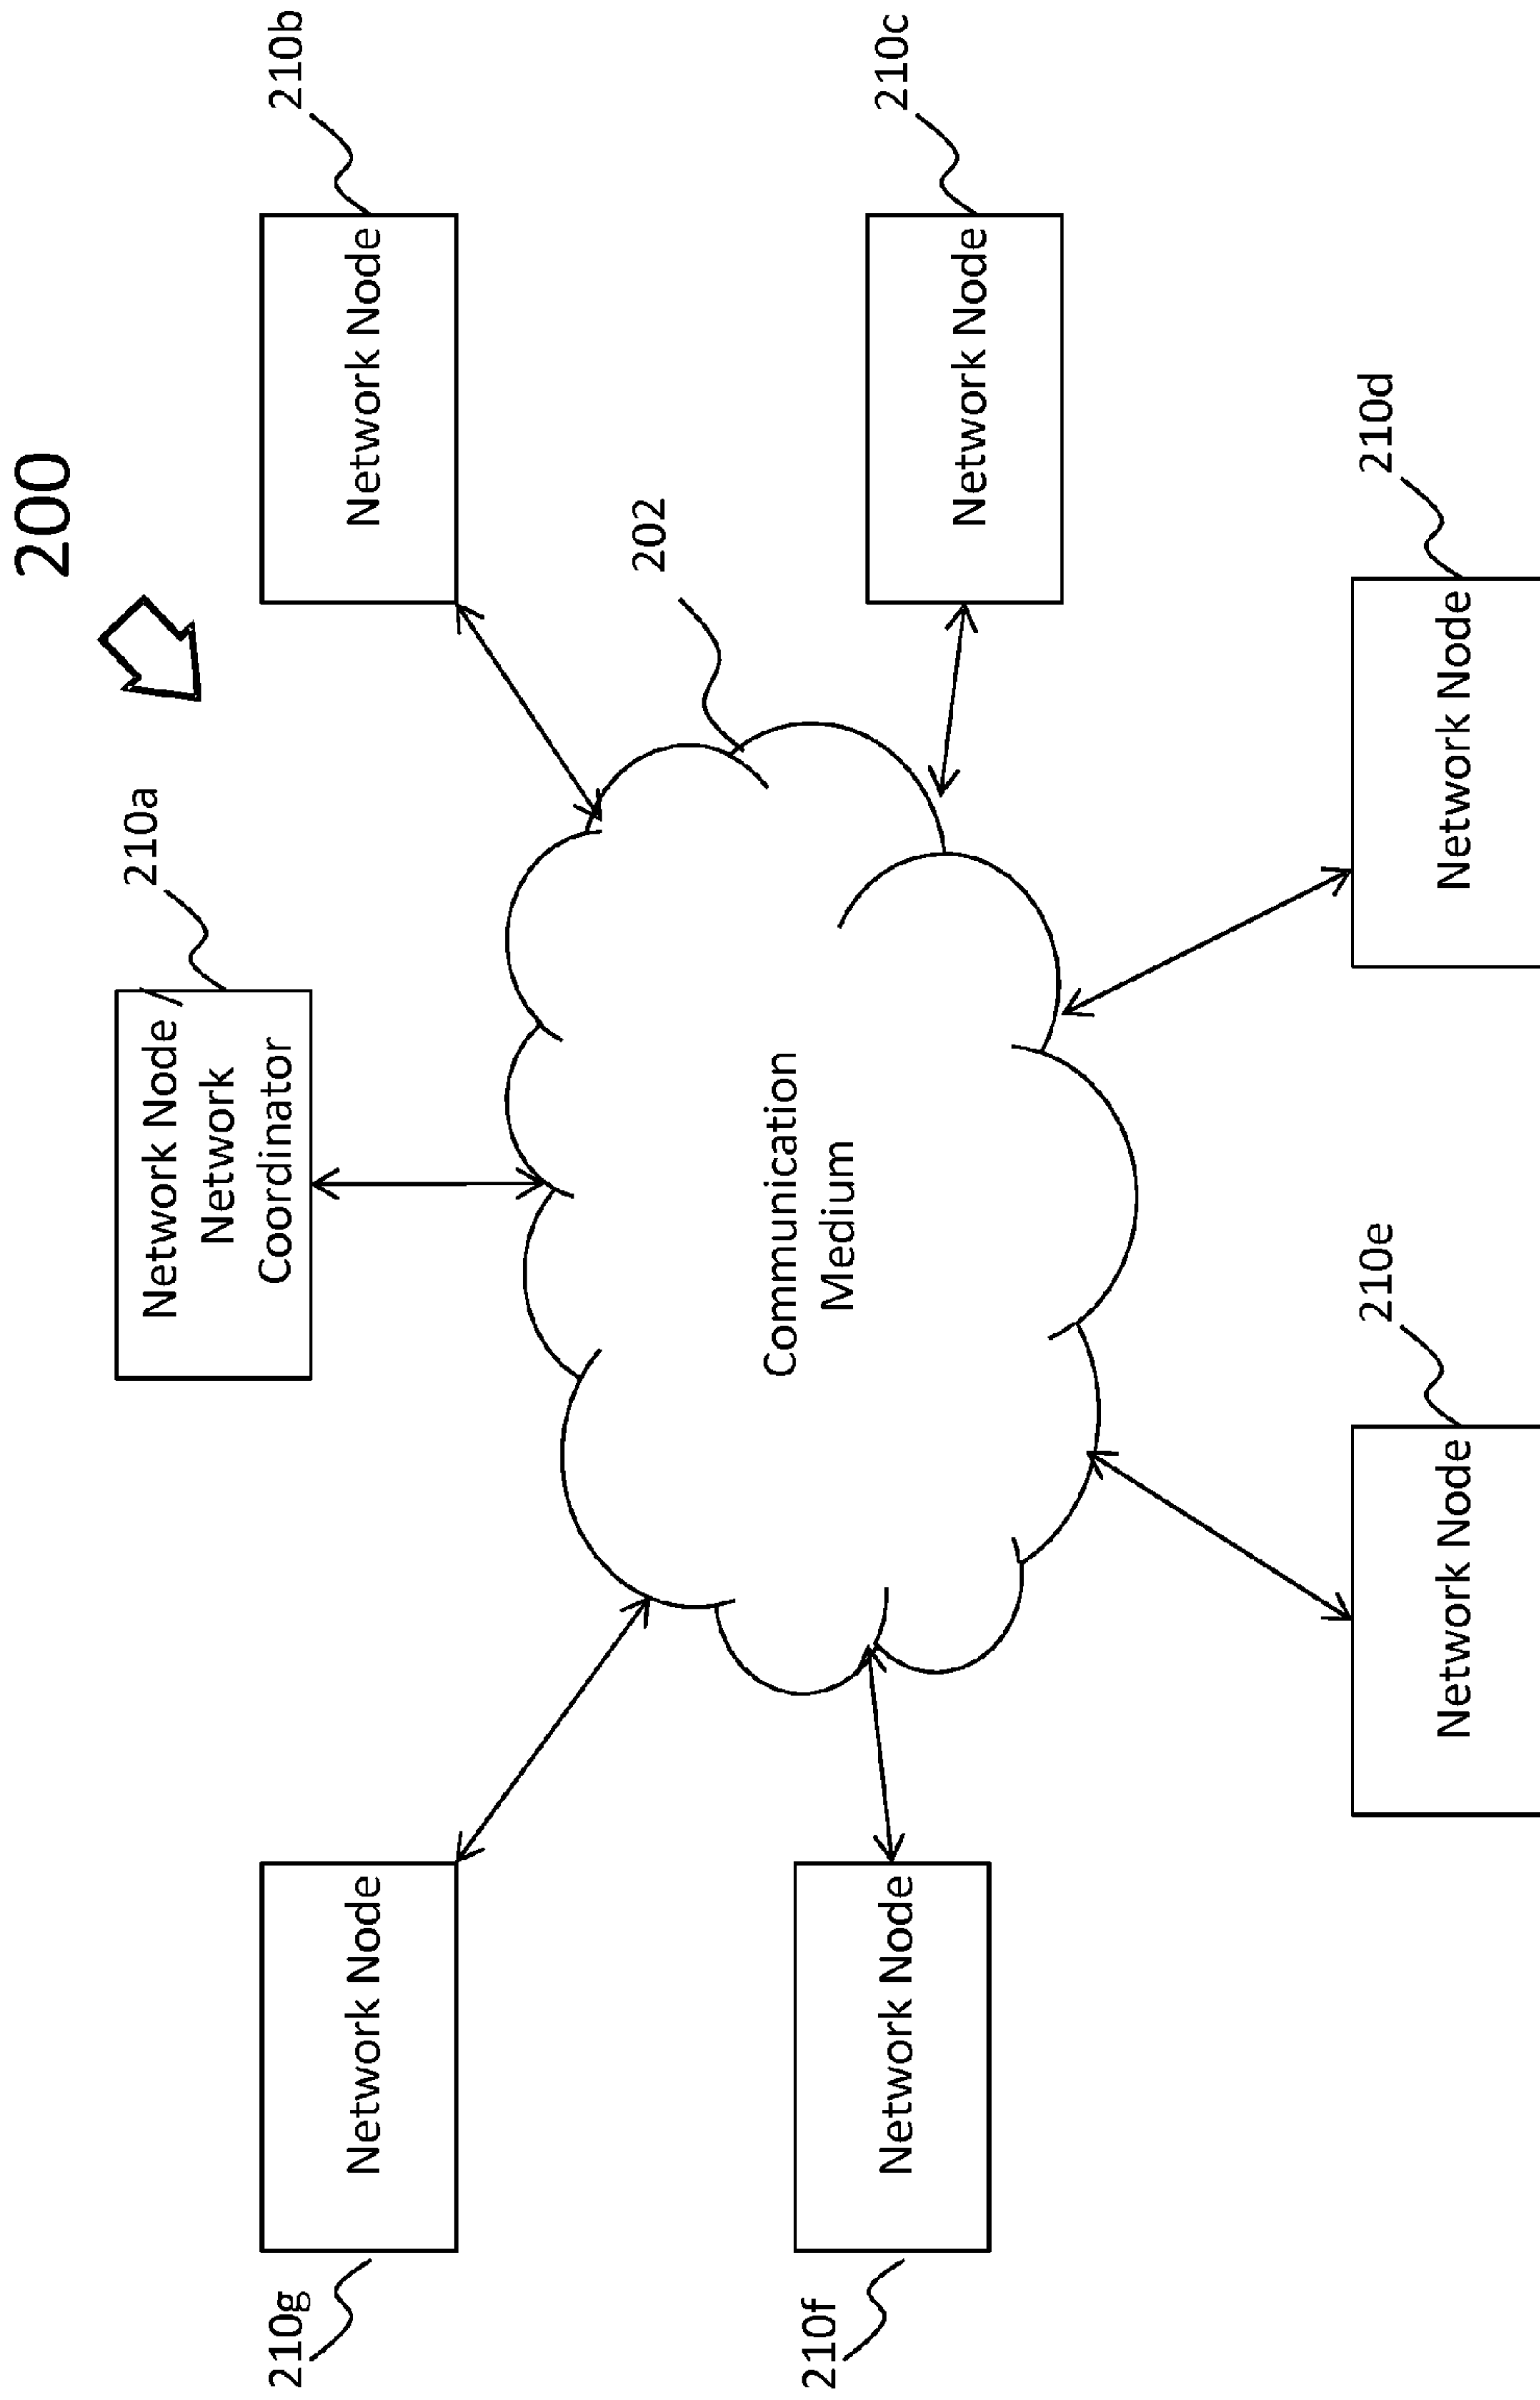 200
210a
Network Node /
Network
Coordinator
210g
Network Node
Network Node
210b
202
Communication
Medium
210f
Network Node
Network Node
210c
210e
Network Node
Network Node
210d